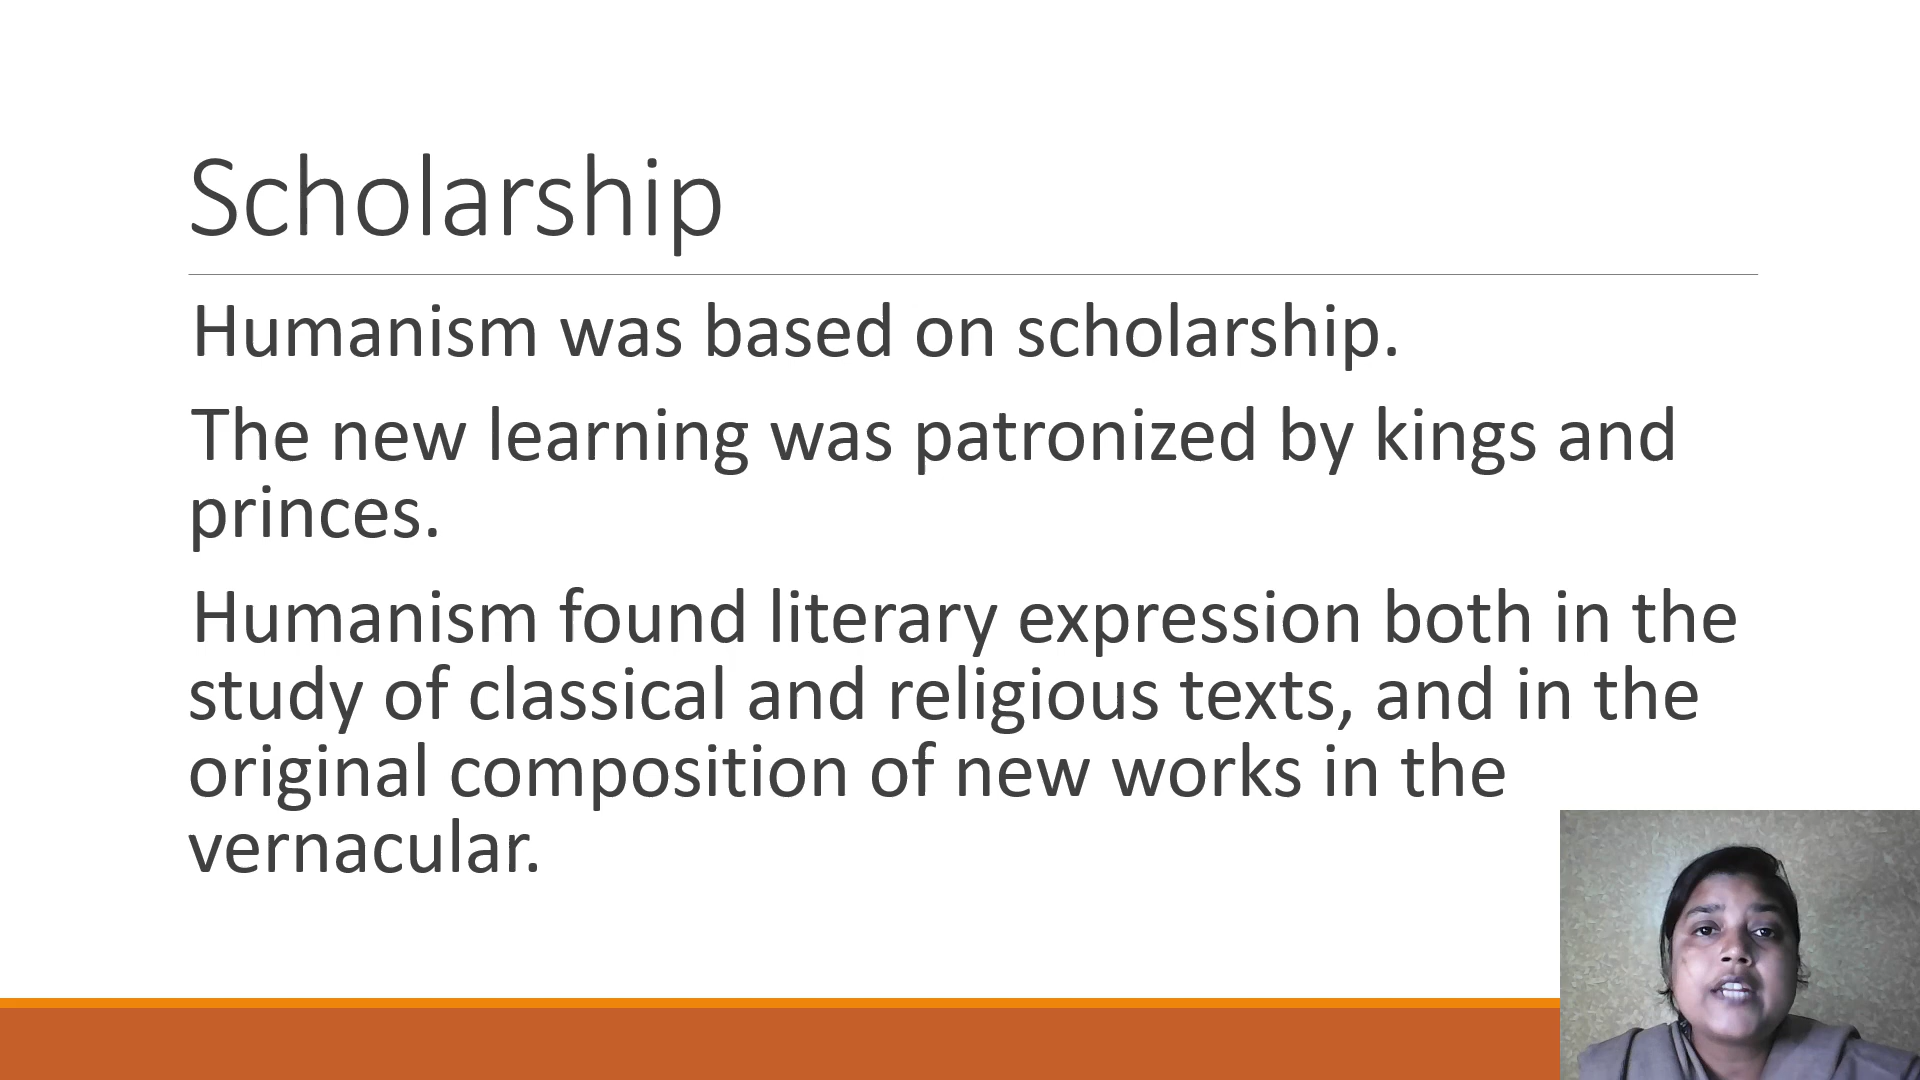 Scholarship
Humanism was based on scholarship.
The new learning was patronized by kings and
princes.
Humanism found literary expression both in the
study of classical and religious texts, and in the
original composition of new works in the
vernacular.